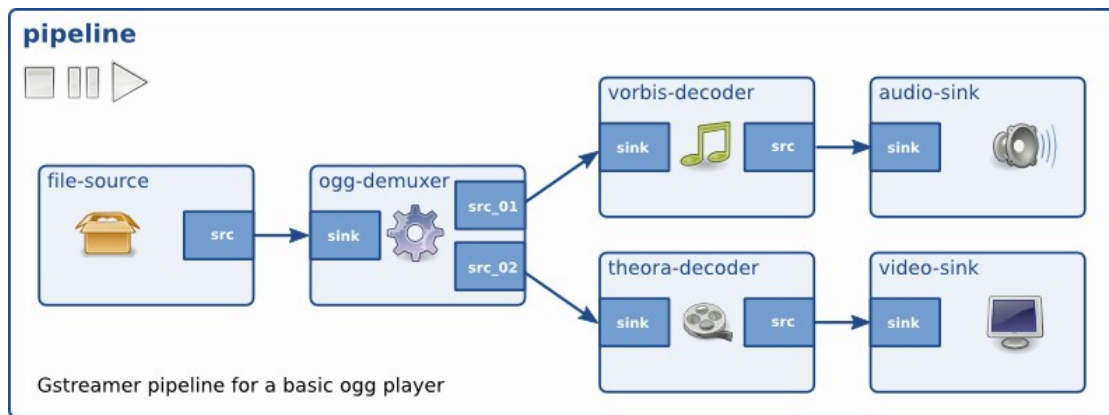 pipeline
file-source
src
ogg-demuxer
sink
src_01
src_02
vorbis-decoder
sink
src
audio-sink
sink
theora-decoder
sink
src
video-sink
sink
Gstreamer pipeline for a basic ogg player